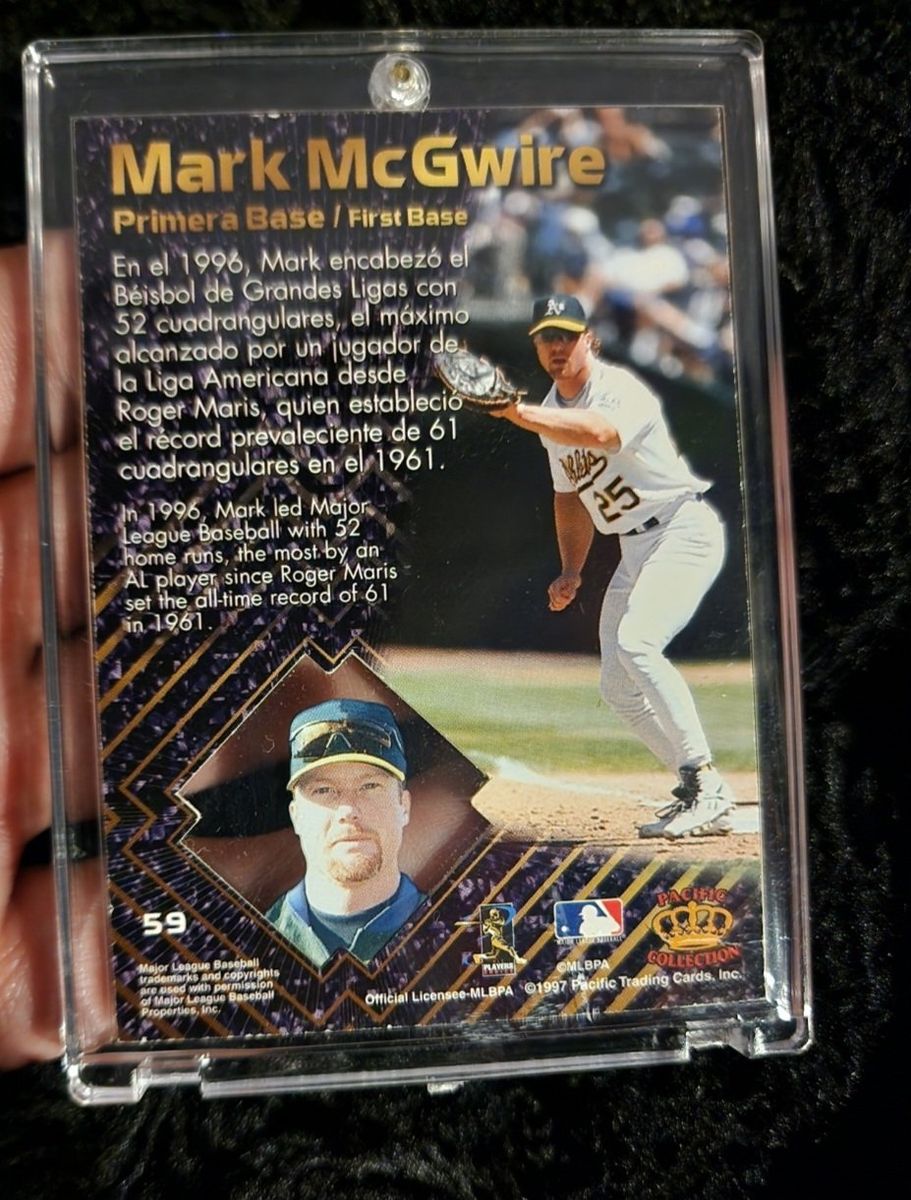 Mark McGwire
Primera Base / First Base
En el 1996, Mark encabezó el
Béisbol de Grandes Ligas con
52 cuadrangulares, el máximo
alcanzado por un jugador de
la Liga Americana desde
Roger Maris, quien estableció
el récord prevaleciente de 61
cuadrangulares en el 1961.
In 1996, Mark led Major
League Baseball with 52
home runs, the most by an
AL player since Roger Maris
set the all-time record of 61
in 1961.
A's
25
59
Major League Baseball
trademarks and copyrights
are used with permission
of Major League Baseball
Properties, Inc.
PLAYERS
MAJOR LEAGUE BASEBALL
PACIFIC
COLLECTION
©MLBPA
Official Licensee-MLBPA ©1997 Pacific Trading Cards, Inc.